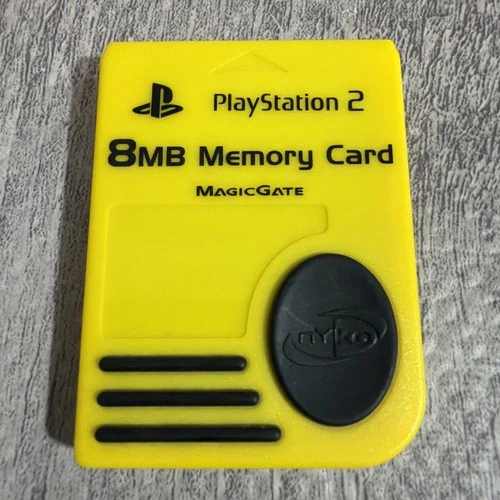 PlayStation 2
8MB Memory Card
MAGICGATE
nyko